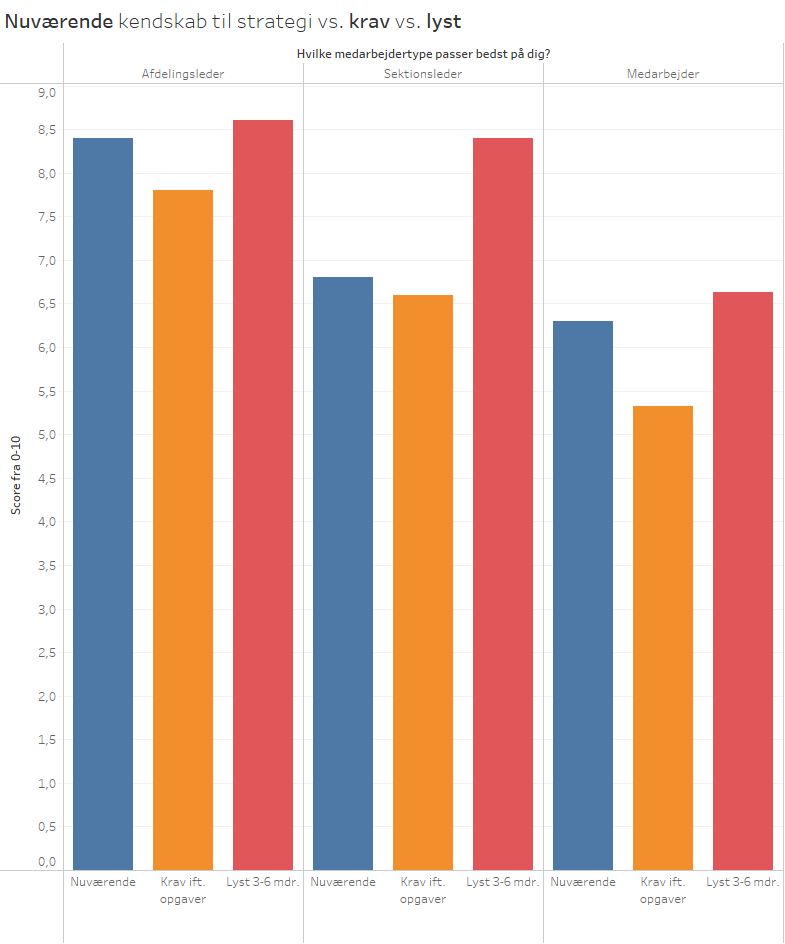 Nuværende kendskab til strategi vs. krav vs. lyst
Hvilke medarbejdertype passer bedst på dig?
Afdelingsleder
Sektionsleder
Medarbejder
Score fra 0-10
9,0
8,5
8,0
7,5
7,0
6,5
6,0
5,5
5,0
4,5
4,0
3,5
3,0
2,5
2,0
1,5
1,0
0,5
0,0
Nuværende
Krav ift.
opgaver
Lyst 3-6 mdr.
Nuværende
Krav ift.
opgaver
Lyst 3-6 mdr.
Nuværende
Krav ift.
opgaver
Lyst 3-6 mdr.